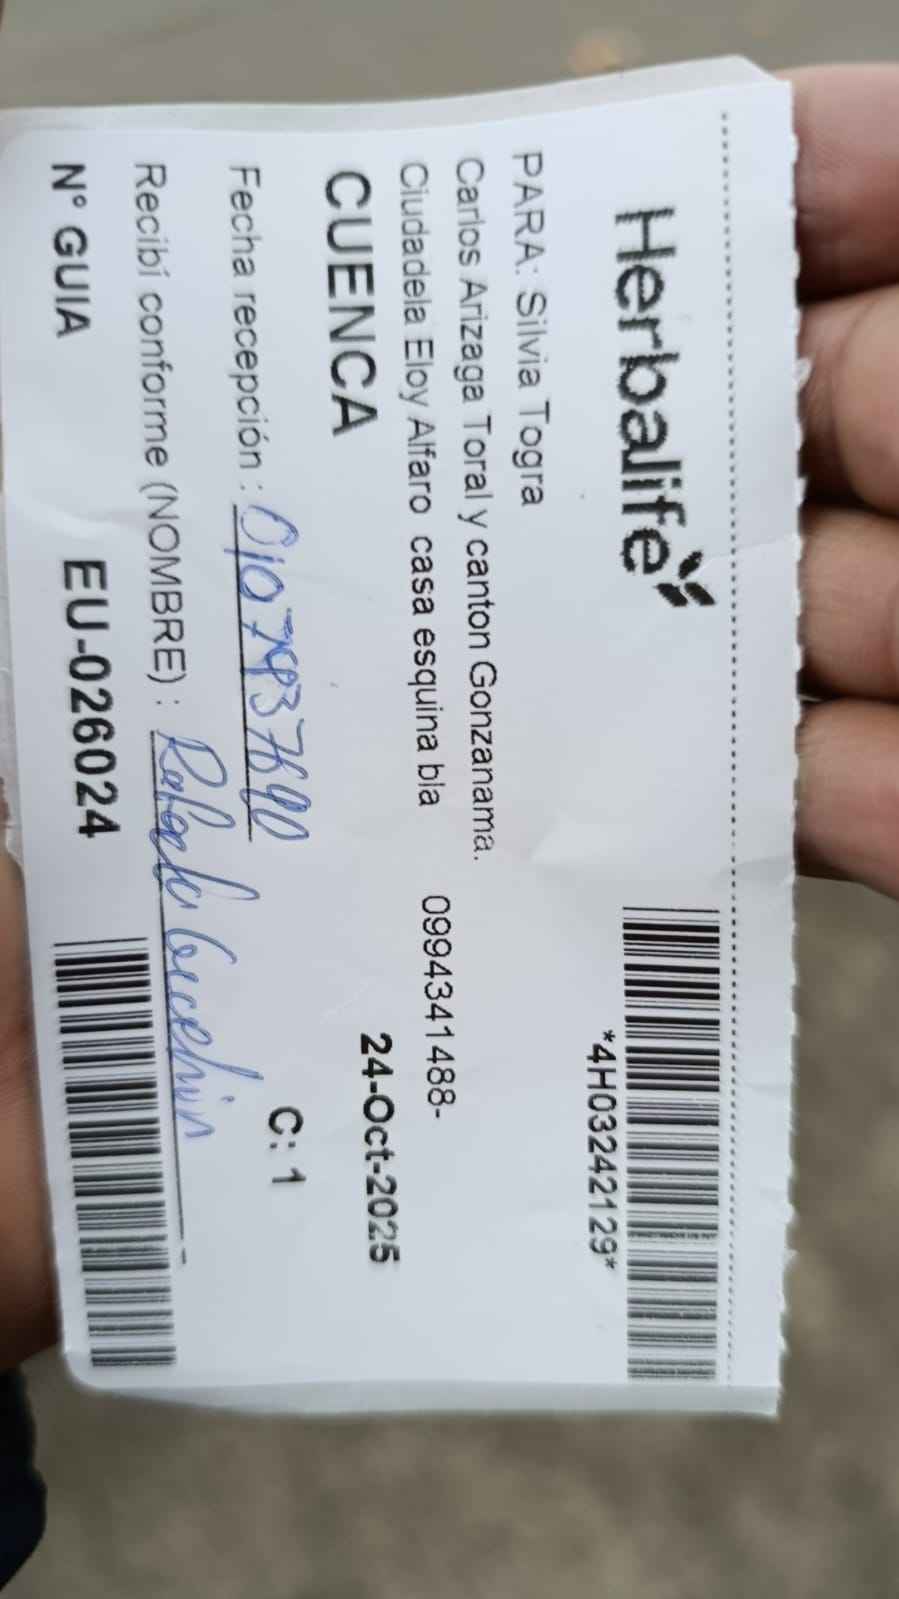 Herbalife
*4H03242129*
PARA: Silvia Togra
Carlos Arizaga Toral y canton Gonzanama.
Ciudadela Eloy Alfaro casa esquina bla 0994341488-
CUENCA 24-Oct-2025
Fecha recepción :
C: 1
Recibí conforme (NOMBRE) :
N° GUIA EU-026024